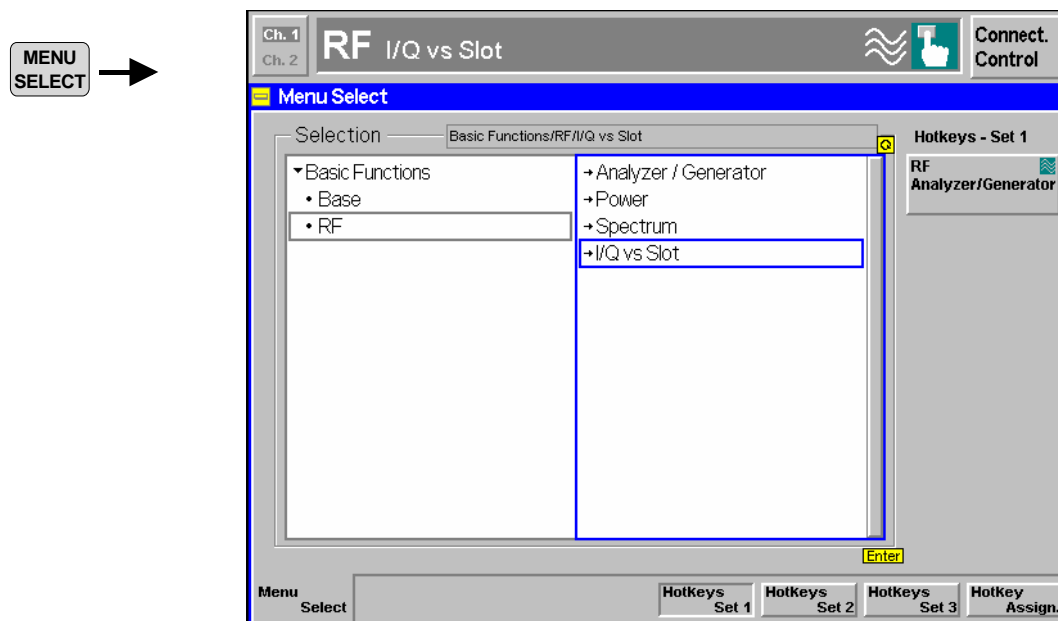 MENU
SELECT
Ch. 1
Ch. 2
RF I/Q vs Slot
Connect.
Control
Menu Select
Selection
Basic Functions/RF/I/Q vs Slot
Hotkeys - Set 1
Basic Functions
• Base
• RF
Analyzer / Generator
Power
Spectrum
I/Q vs Slot
RF
Analyzer/Generator
Enter
Menu
Select
Hotkeys
Set 1
Hotkeys
Set 2
Hotkeys
Set 3
Hotkey
Assign.